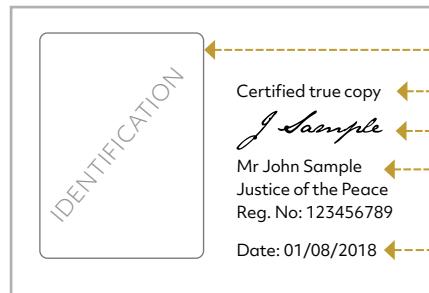 IDENTIFICATION
Certified true copy
J Sample
Mr John Sample
Justice of the Peace
Reg. No: 123456789
Date: 01/08/2018